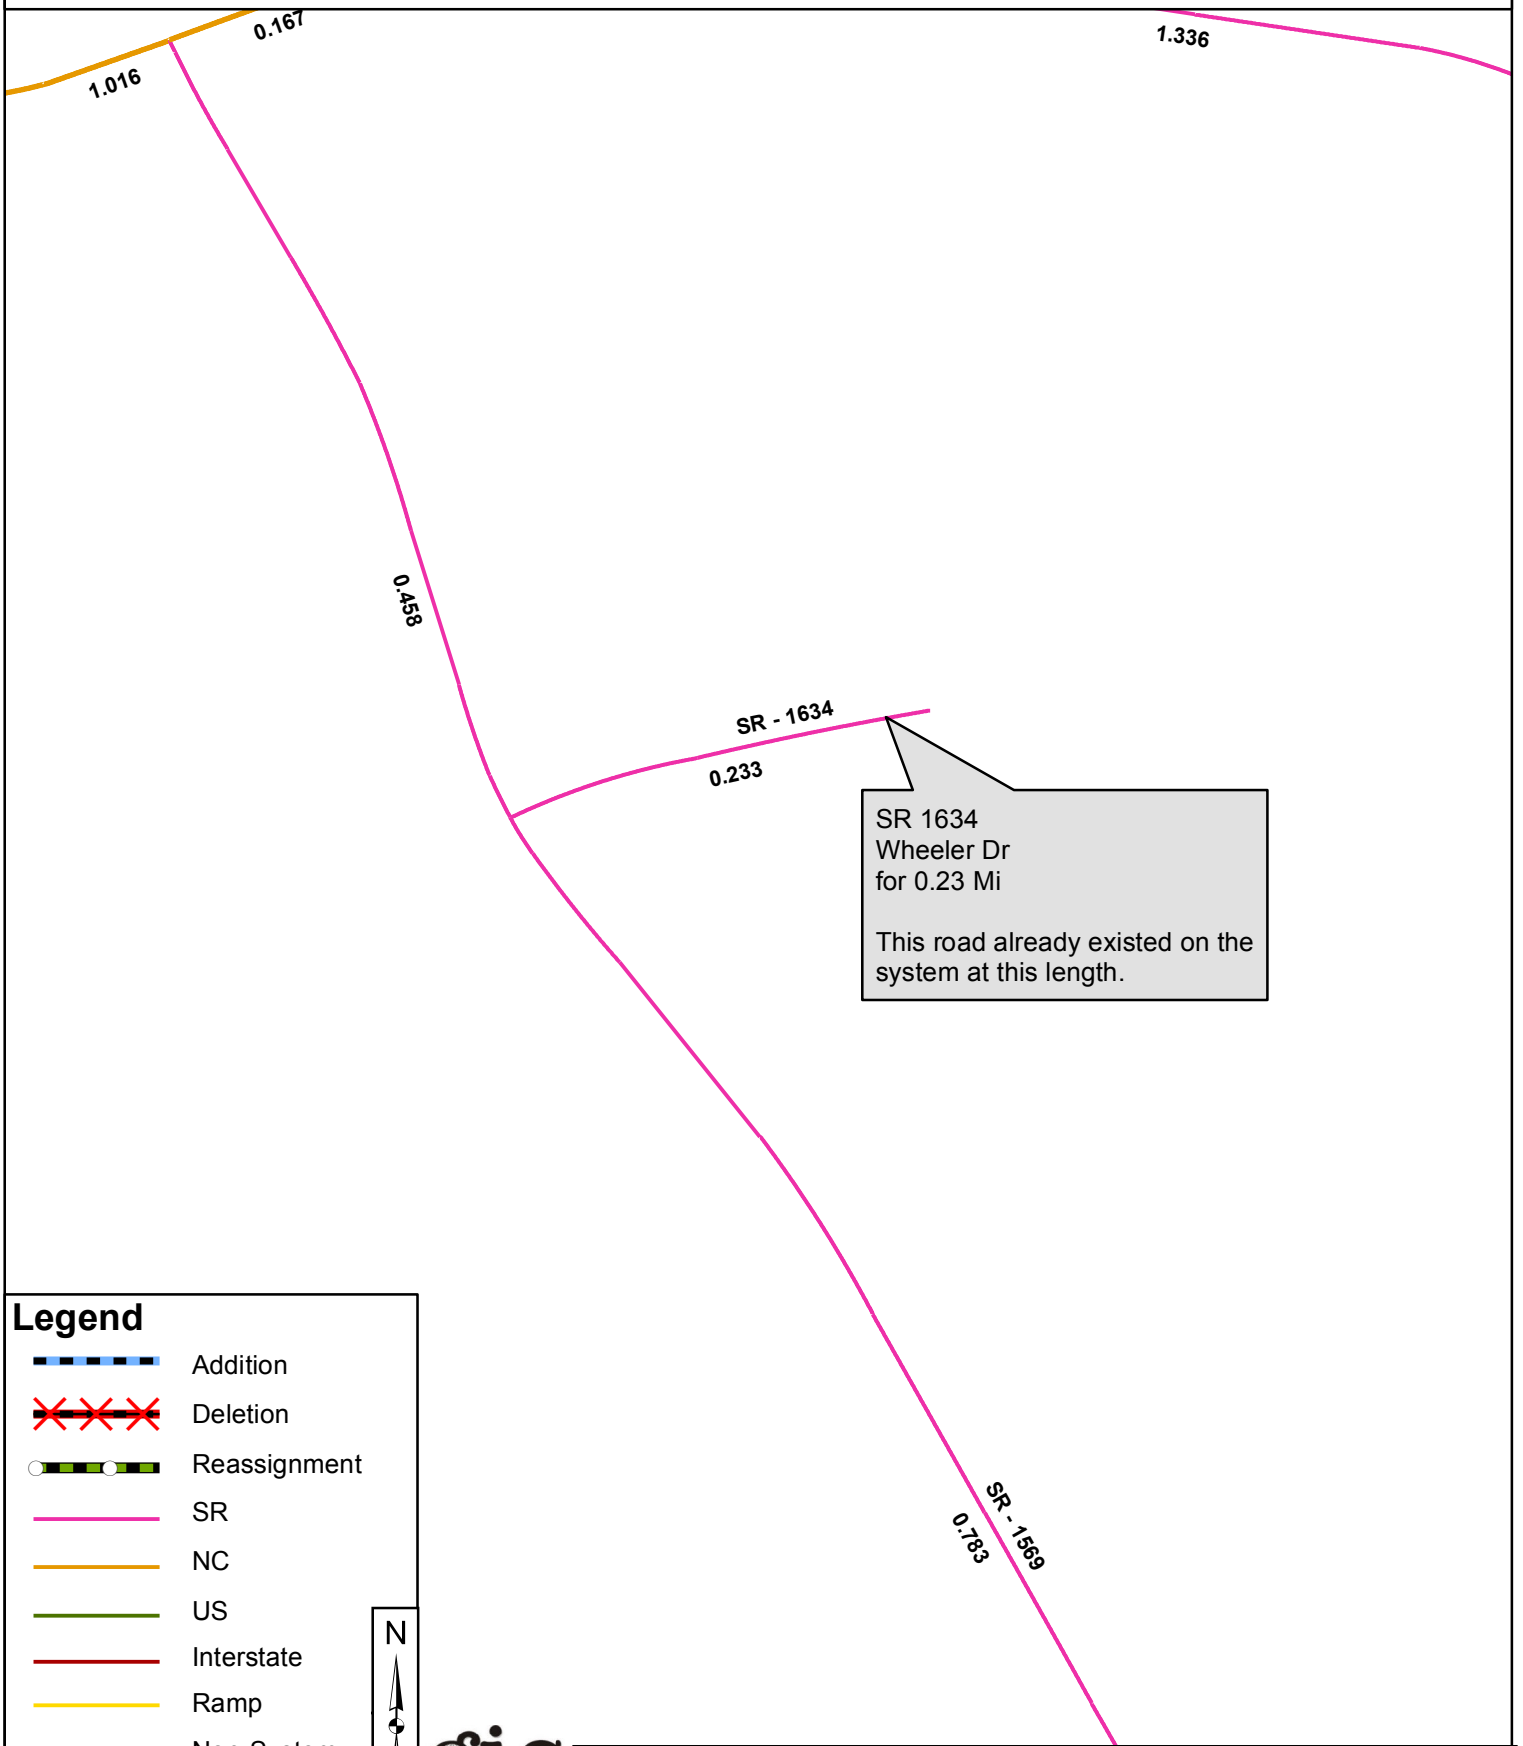 0.167
1.336
1.016
0.458
SR - 1634
0.233
SR 1634
Wheeler Dr
for 0.23 Mi
This road already existed on the
system at this length.
SR - 1569
0.783
Legend
Addition
Deletion
Reassignment
SR
NC
US
Interstate
Ramp
N